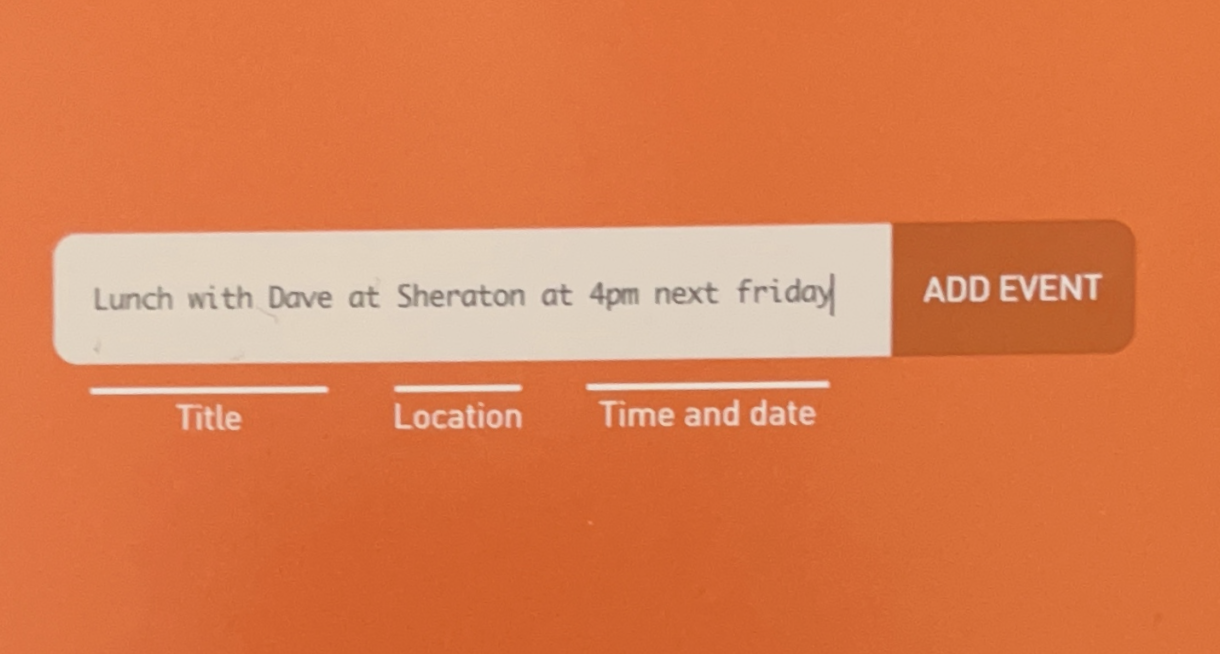 Lunch with Dave at Sheraton at 4pm next friday
ADD EVENT
Title
Location
Time and date